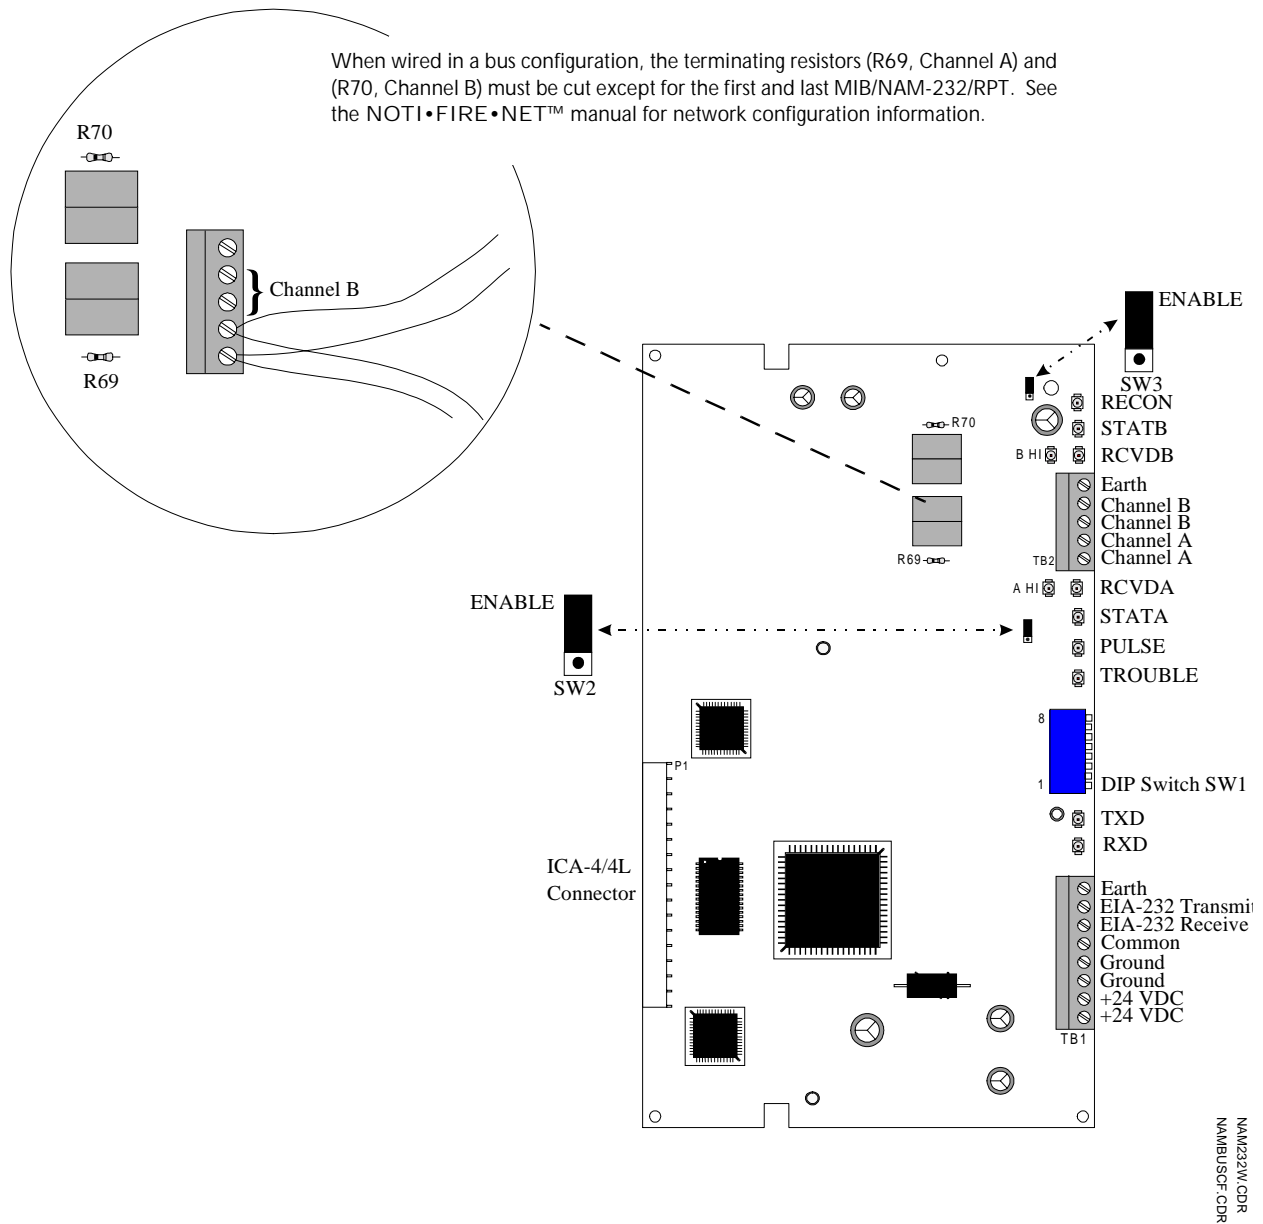 When wired in a bus configuration, the terminating resistors (R69, Channel A) and
(R70, Channel B) must be cut except for the first and last MIB/NAM-232/RPT. See
the NOTI•FIRE•NET™ manual for network configuration information.
R70
Channel B
R69
ENABLE
SW3
RECON
STATB
R70
B HI
RCVDB
Earth
Channel B
Channel B
Channel A
Channel A
R69
TB2
A HI
RCVDA
ENABLE
STATA
PULSE
TROUBLE
SW2
8
P1
1
DIP Switch SW1
TXD
RXD
ICA-4/4L
Connector
Earth
EIA-232 Transmit
EIA-232 Receive
Common
Ground
Ground
+24 VDC
+24 VDC
TB1
NAM232W.CDR
NAMBUSCF.CDR